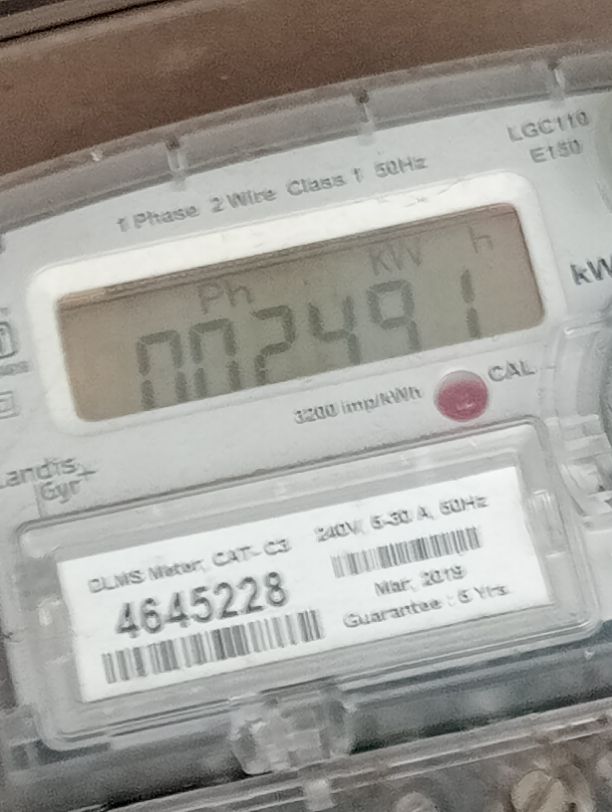 LGC110
E150
1 Phase 2 Wire Class 1 50Hz
kW
Ph kW h
002491
3200 imp/kWh
CAL
Landis
Gyr+
DLMS Meter, CAT- C3
240V, 5-30 A, 50Hz
4645228
Mar, 2019
Guarantee : 5 Yrs